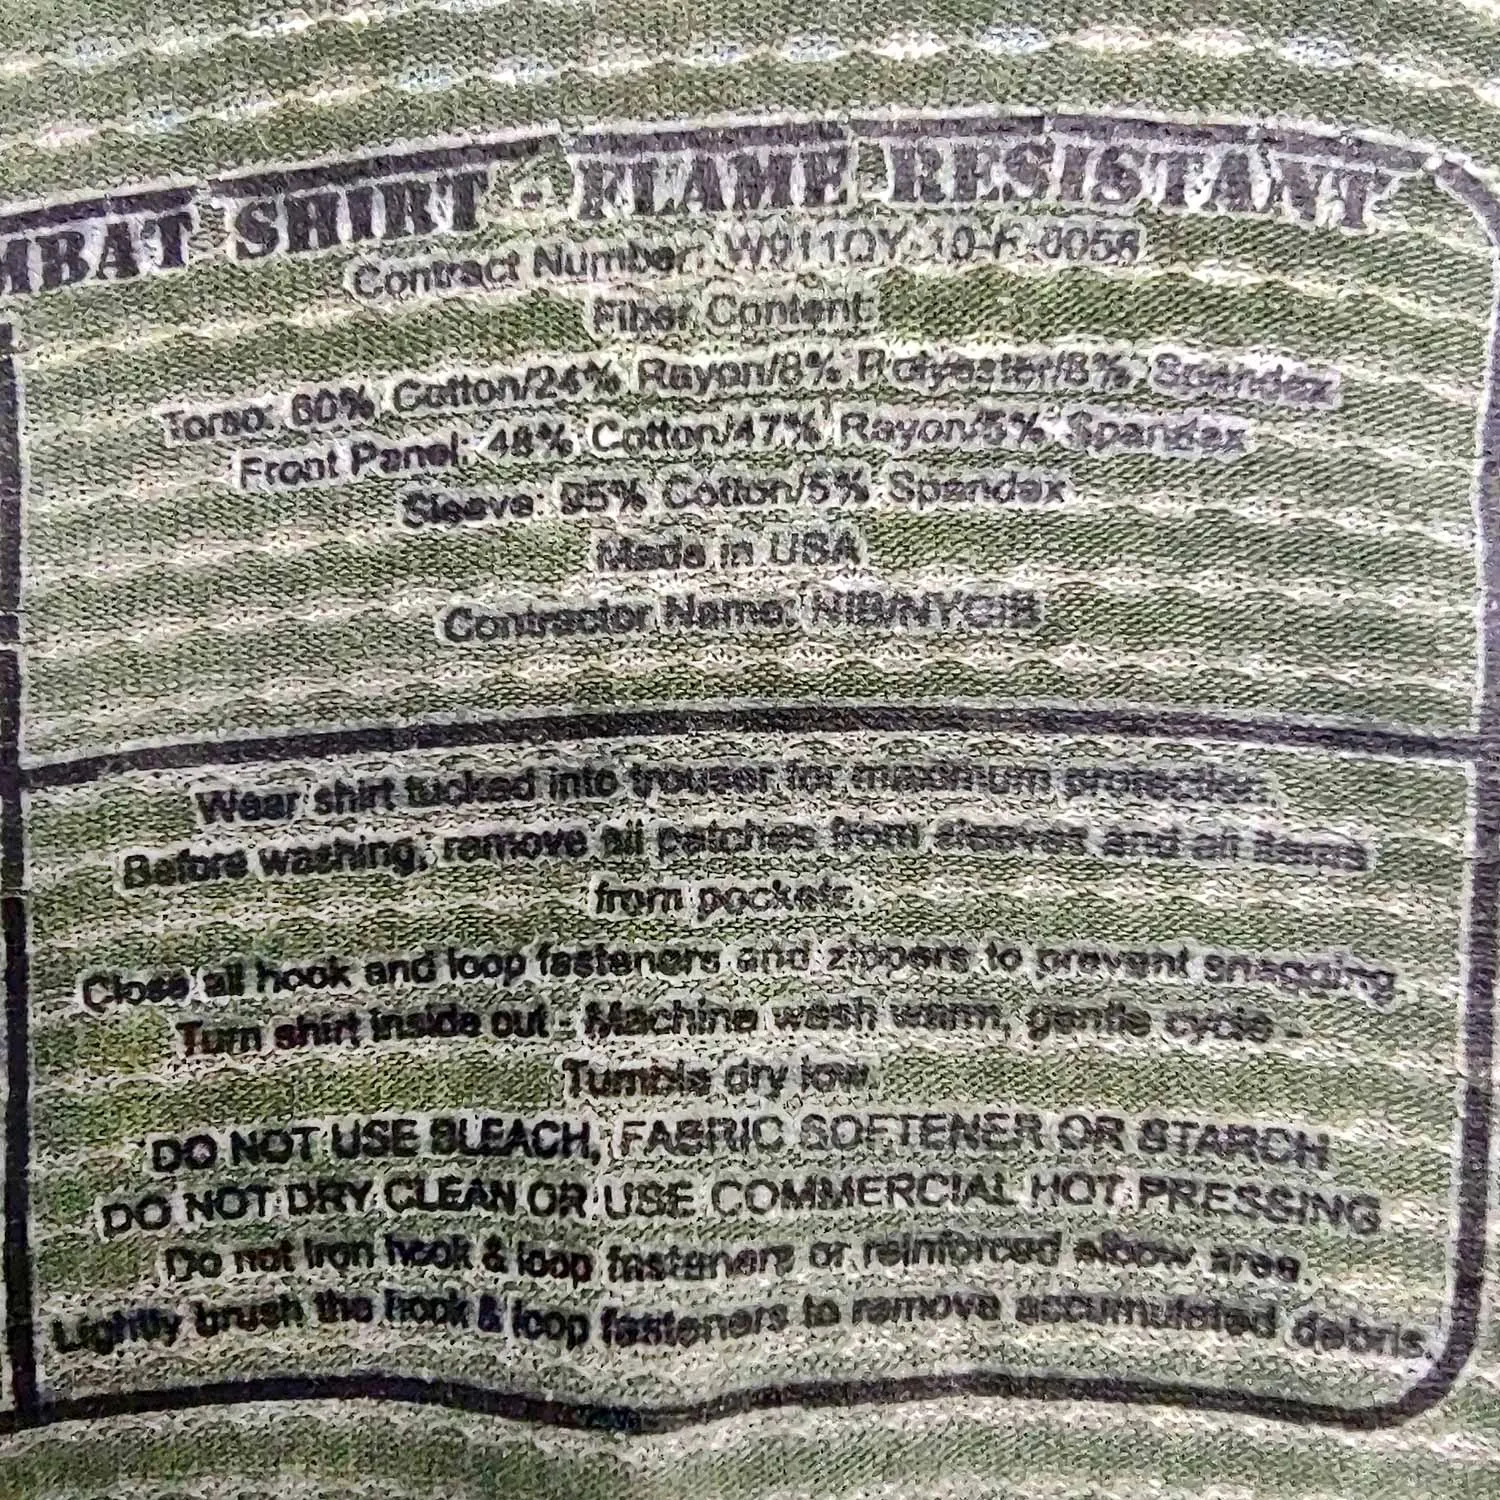 MBAT SHIRT - FLAME RESISTANT
Contract Number: W911QY-10-F-0056
Fiber Content:
Torso: 60% Cotton/24% Rayon/8% Polyester/8% Spandex
Front Panel: 48% Cotton/47% Rayon/5% Spandex
Sleeve: 95% Cotton/5% Spandex
Made in USA
Contractor Name: NIB/NYCIB
Wear shirt tucked into trouser for maximum protection.
Before washing, remove all patches from sleeves and all items
from pockets.
Close all hook and loop fasteners and zippers to prevent snagging.
Turn shirt inside out - Machine wash warm, gentle cycle -
Tumble dry low.
DO NOT USE BLEACH, FABRIC SOFTENER OR STARCH
DO NOT DRY CLEAN OR USE COMMERCIAL HOT PRESSING
Do not iron hook & loop fasteners or reinforced elbow area.
Lightly brush the hook & loop fasteners to remove accumulated debris.